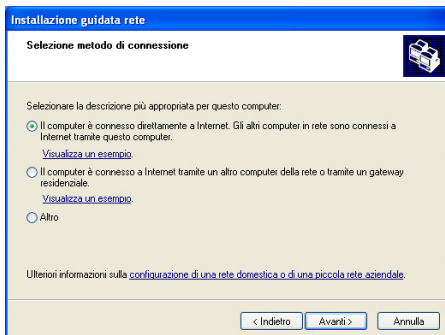 Installazione guidata rete
Selezione metodo di connessione
Selezionare la descrizione più appropriata per questo computer:
Il computer è connesso direttamente a Internet. Gli altri computer in rete sono connessi a
Internet tramite questo computer.
Visualizza un esempio.
Il computer è connesso a Internet tramite un altro computer della rete o tramite un gateway
residenziale.
Visualizza un esempio.
Altro
Ulteriori informazioni sulla configurazione di una rete domestica o di una piccola rete aziendale.
< Indietro Avanti > Annulla